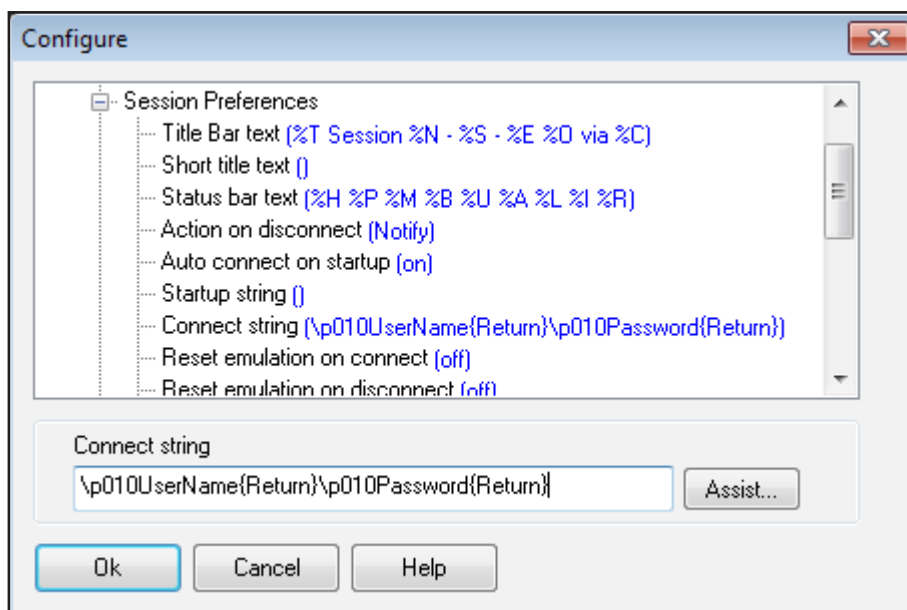 Configure
Session Preferences
Title Bar text (%T Session %N - %S - %E %O via %C)
Short title text ()
Status bar text (%H %P %M %B %U %A %L %I %R)
Action on disconnect (Notify)
Auto connect on startup (on)
Startup string ()
Connect string (\p010UserName{Return}\p010Password{Return})
Reset emulation on connect (off)
Reset emulation on disconnect (off)
Connect string
\p010UserName{Return}\p010Password{Return}
Assist...
Ok
Cancel
Help